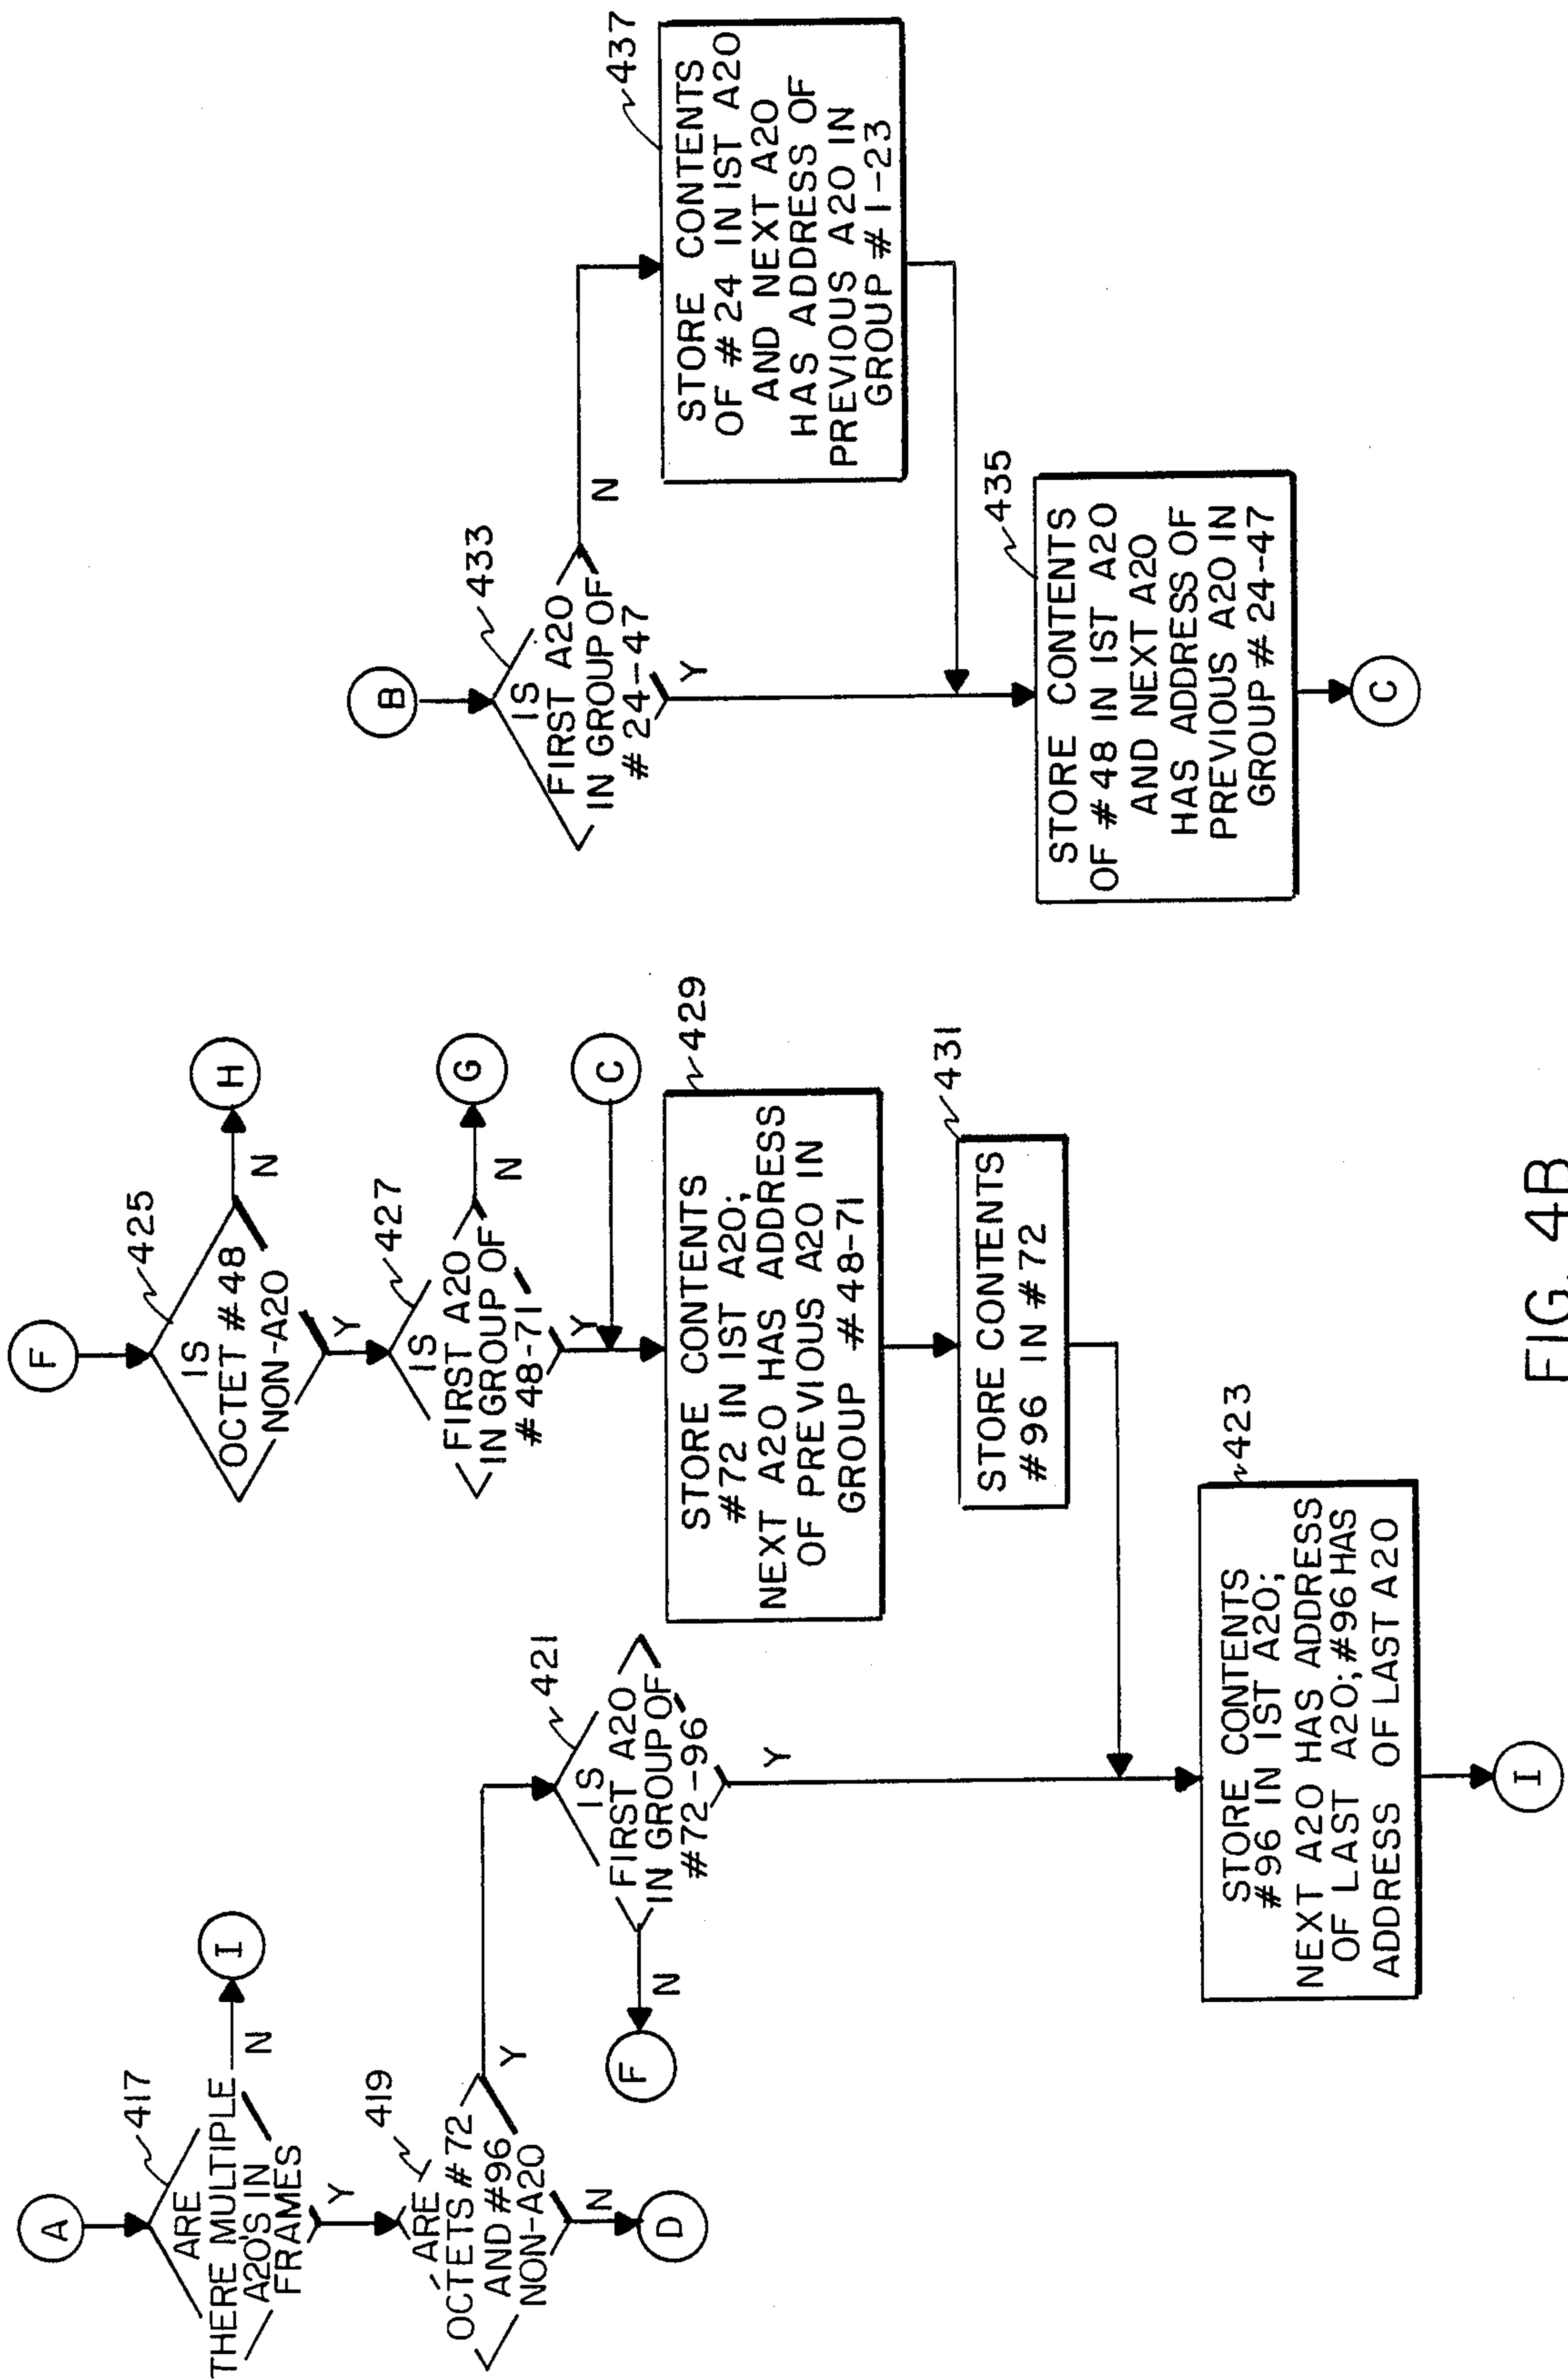 A
417
ARE
THERE MULTIPLE
A20'S IN
FRAMES
N
I
Y
419
ARE
OCTETS #72
AND #96
NON-A20
Y
N
D
421
IS
FIRST A20
IN GROUP OF
#72-96
N
F
Y
423
STORE CONTENTS
#96 IN 1ST A20;
NEXT A20 HAS ADDRESS
OF LAST A20; #96 HAS
ADDRESS OF LAST A20
I
F
425
IS
OCTET #48
NON-A20
N
H
Y
427
IS
FIRST A20
IN GROUP OF
#48-71
N
G
Y
C
429
STORE CONTENTS
#72 IN 1ST A20;
NEXT A20 HAS ADDRESS
OF PREVIOUS A20 IN
GROUP #48-71
431
STORE CONTENTS
#96 IN #72
B
433
IS
FIRST A20
IN GROUP OF
#24-47
N
Y
437
STORE CONTENTS
OF #24 IN 1ST A20
AND NEXT A20
HAS ADDRESS OF
PREVIOUS A20 IN
GROUP #1-23
435
STORE CONTENTS
OF #48 IN 1ST A20
AND NEXT A20
HAS ADDRESS OF
PREVIOUS A20 IN
GROUP #24-47
C
FIG. 4B